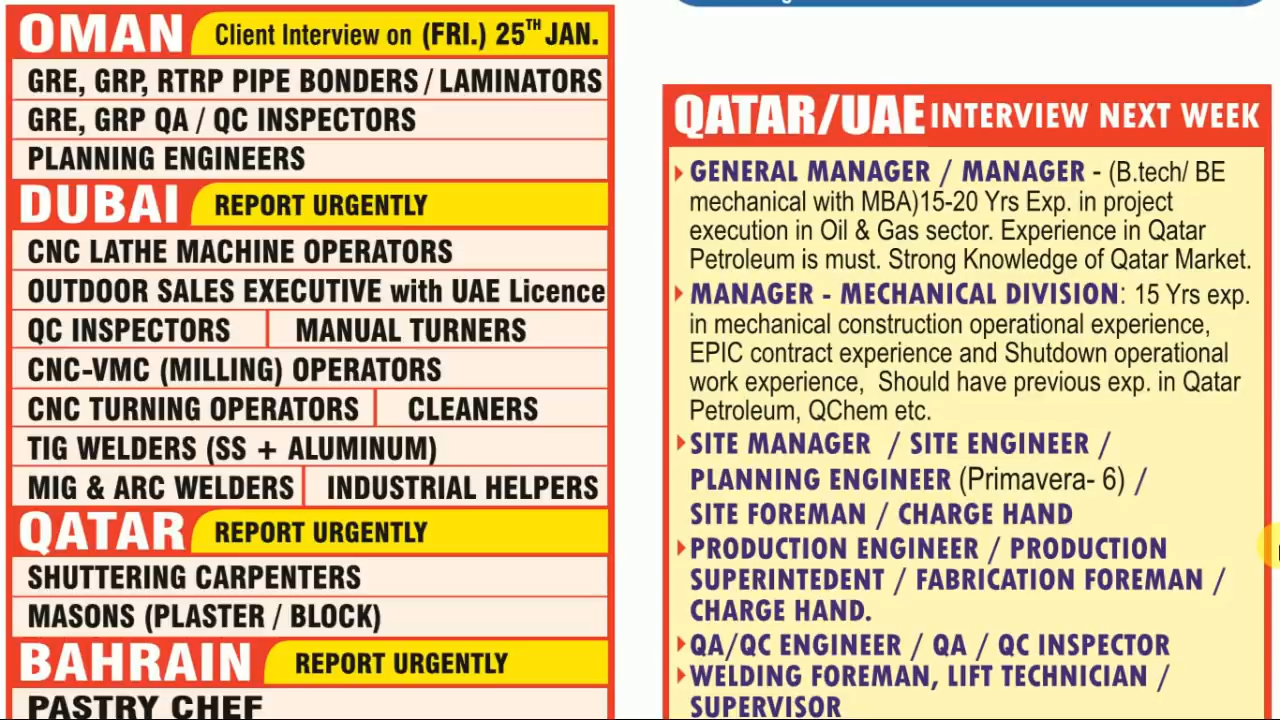 OMAN Client Interview on (FRI.) 25TH JAN.
GRE, GRP, RTRP PIPE BONDERS / LAMINATORS
GRE, GRP QA / QC INSPECTORS
PLANNING ENGINEERS
DUBAI REPORT URGENTLY
CNC LATHE MACHINE OPERATORS
OUTDOOR SALES EXECUTIVE with UAE Licence
QC INSPECTORS MANUAL TURNERS
CNC-VMC (MILLING) OPERATORS
CNC TURNING OPERATORS CLEANERS
TIG WELDERS (SS + ALUMINUM)
MIG & ARC WELDERS INDUSTRIAL HELPERS
QATAR REPORT URGENTLY
SHUTTERING CARPENTERS
MASONS (PLASTER / BLOCK)
BAHRAIN REPORT URGENTLY
PASTRY CHEF
QATAR/UAE INTERVIEW NEXT WEEK
GENERAL MANAGER / MANAGER - (B.tech/ BE
mechanical with MBA)15-20 Yrs Exp. in project
execution in Oil & Gas sector. Experience in Qatar
Petroleum is must. Strong Knowledge of Qatar Market.
MANAGER - MECHANICAL DIVISION: 15 Yrs exp.
in mechanical construction operational experience,
EPIC contract experience and Shutdown operational
work experience, Should have previous exp. in Qatar
Petroleum, QChem etc.
SITE MANAGER / SITE ENGINEER /
PLANNING ENGINEER (Primavera- 6) /
SITE FOREMAN / CHARGE HAND
PRODUCTION ENGINEER / PRODUCTION
SUPERINTEDENT / FABRICATION FOREMAN /
CHARGE HAND.
QA/QC ENGINEER / QA / QC INSPECTOR
WELDING FOREMAN, LIFT TECHNICIAN /
SUPERVISOR